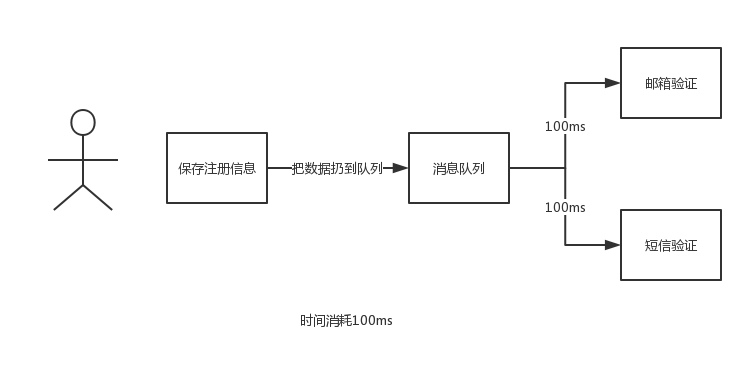 保存注册信息
把数据扔到队列
消息队列
100ms
邮箱验证
100ms
短信验证
时间消耗100ms